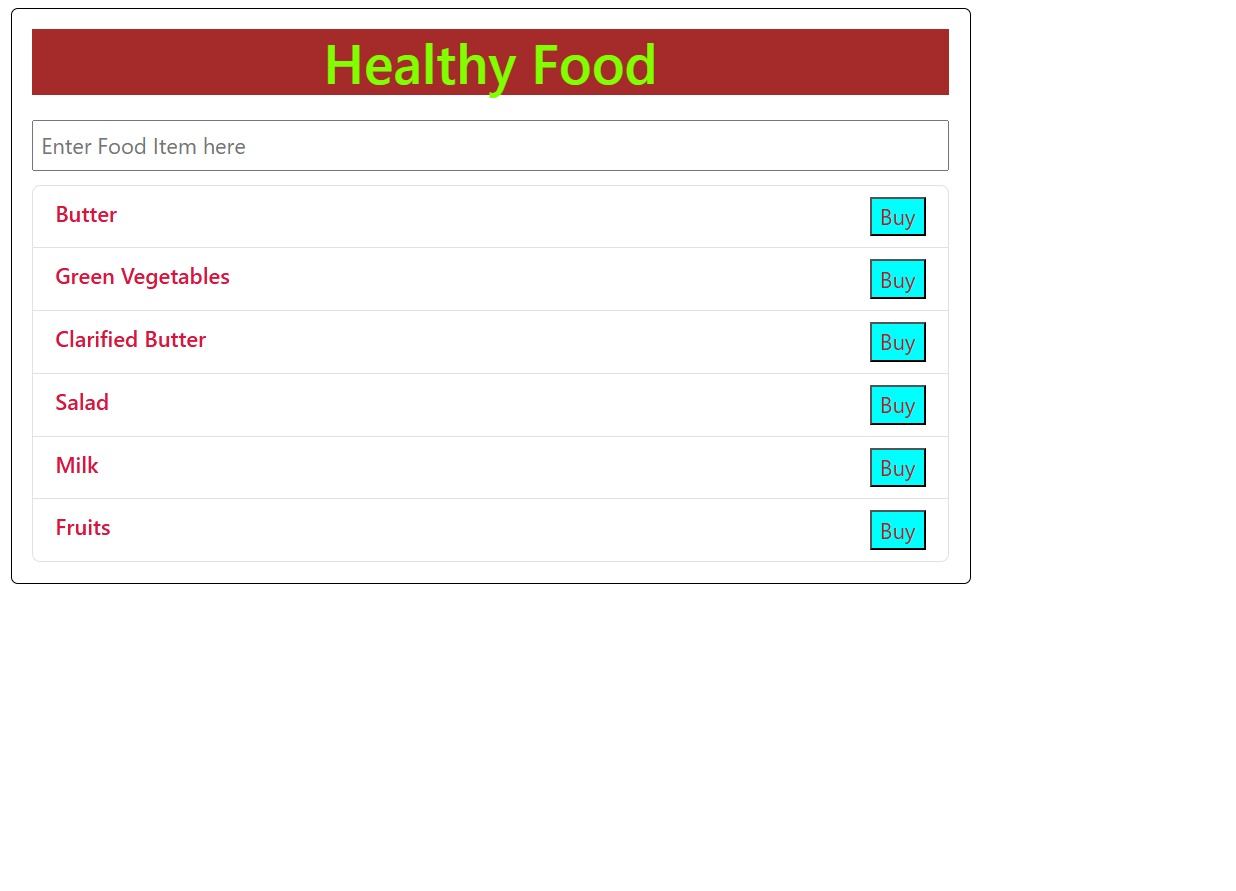 Healthy Food
Enter Food Item here
Butter Buy
Green Vegetables Buy
Clarified Butter Buy
Salad Buy
Milk Buy
Fruits Buy